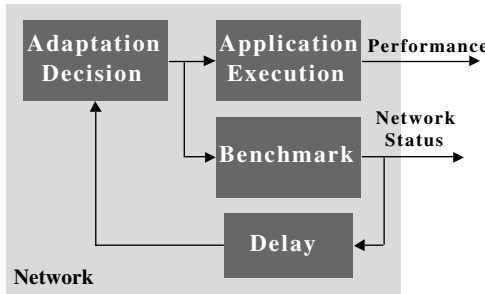 Adaptation
Decision
Application
Execution
Performance
Network
Status
Benchmark
Delay
Network